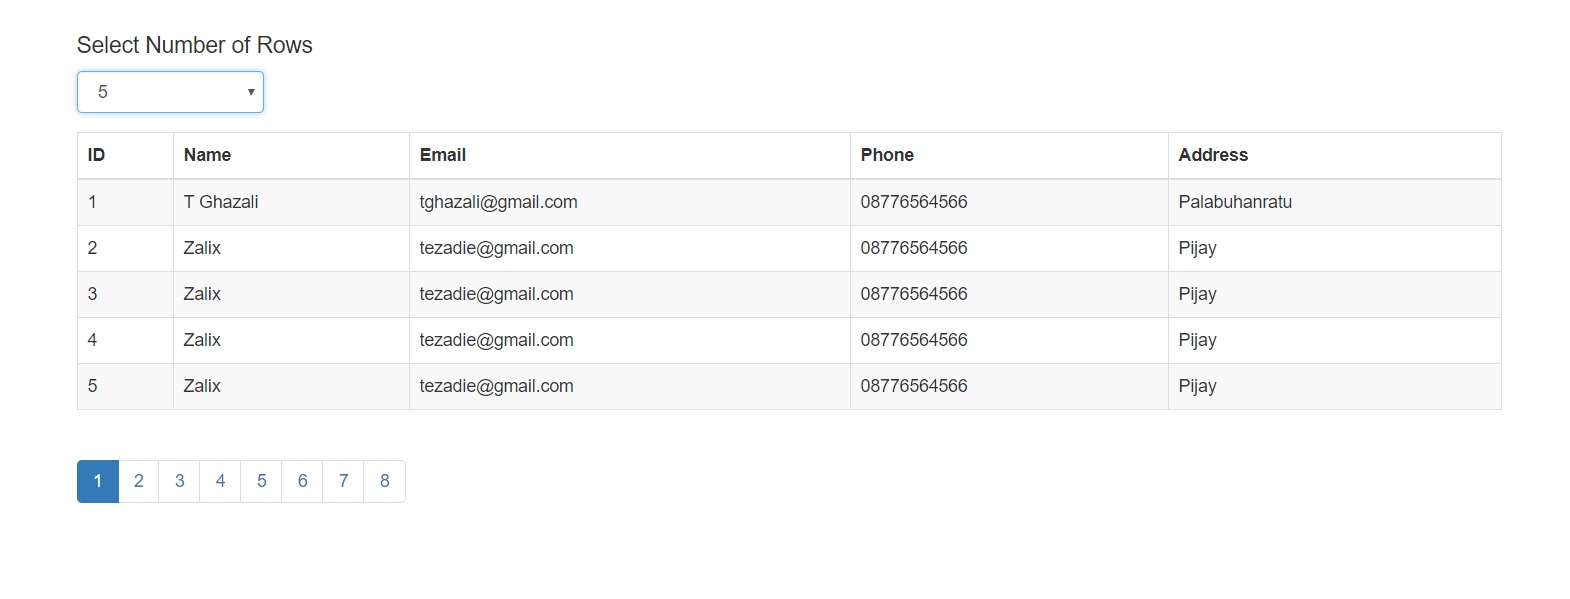 Select Number of Rows
5
ID Name Email Phone Address
1 T Ghazali tghazali@gmail.com 08776564566 Palabuhanratu
2 Zalix tezadie@gmail.com 08776564566 Pijay
3 Zalix tezadie@gmail.com 08776564566 Pijay
4 Zalix tezadie@gmail.com 08776564566 Pijay
5 Zalix tezadie@gmail.com 08776564566 Pijay
1 2 3 4 5 6 7 8